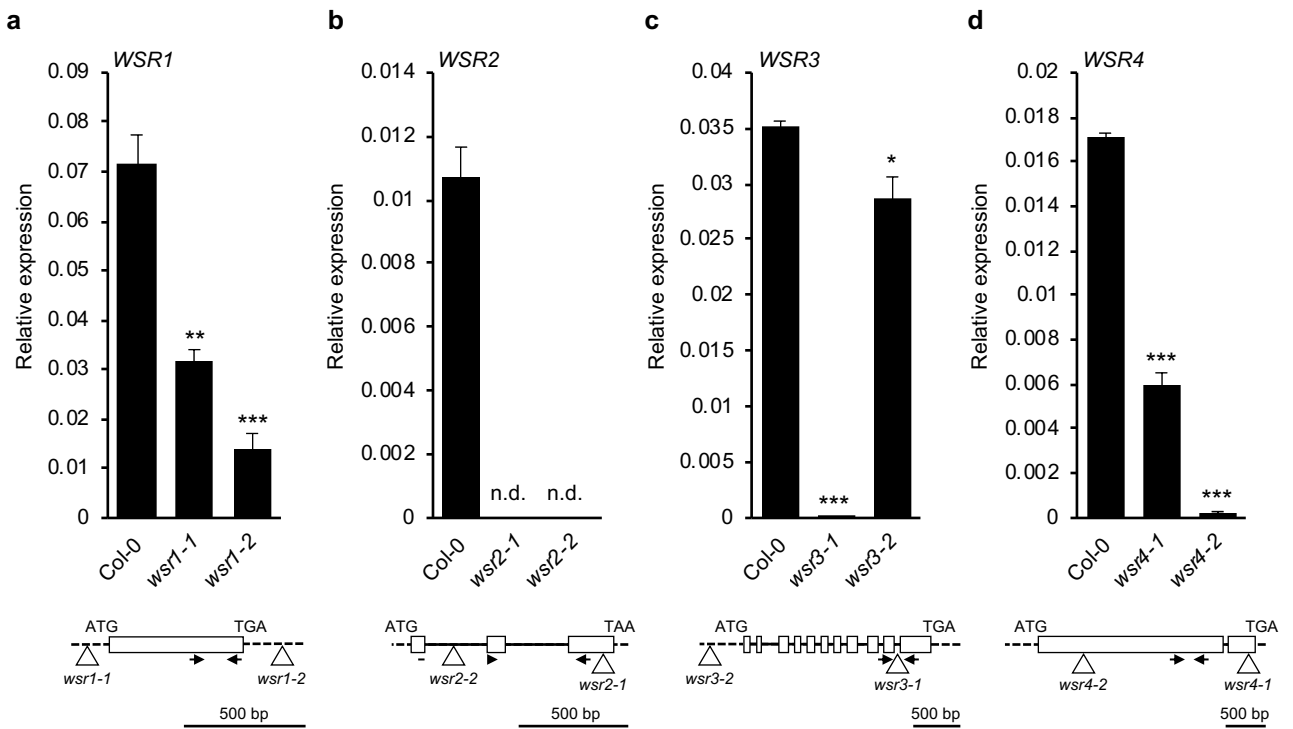 a
WSR1
Relative expression
0.09
0.08
0.07
0.06
0.05
0.04
0.03
0.02
0.01
0
**
***
Col-0
wsr1-1
wsr1-2
ATG
TGA
wsr1-1
wsr1-2
500 bp
b
WSR2
Relative expression
0.014
0.012
0.01
0.008
0.006
0.004
0.002
0
n.d.
n.d.
Col-0
wsr2-1
wsr2-2
ATG
TAA
wsr2-2
wsr2-1
500 bp
c
WSR3
Relative expression
0.04
0.035
0.03
0.025
0.02
0.015
0.01
0.005
0
***
*
Col-0
wsr3-1
wsr3-2
ATG
TGA
wsr3-2
wsr3-1
500 bp
d
WSR4
Relative expression
0.02
0.018
0.016
0.014
0.012
0.01
0.008
0.006
0.004
0.002
0
***
***
Col-0
wsr4-1
wsr4-2
ATG
TGA
wsr4-2
wsr4-1
500 bp